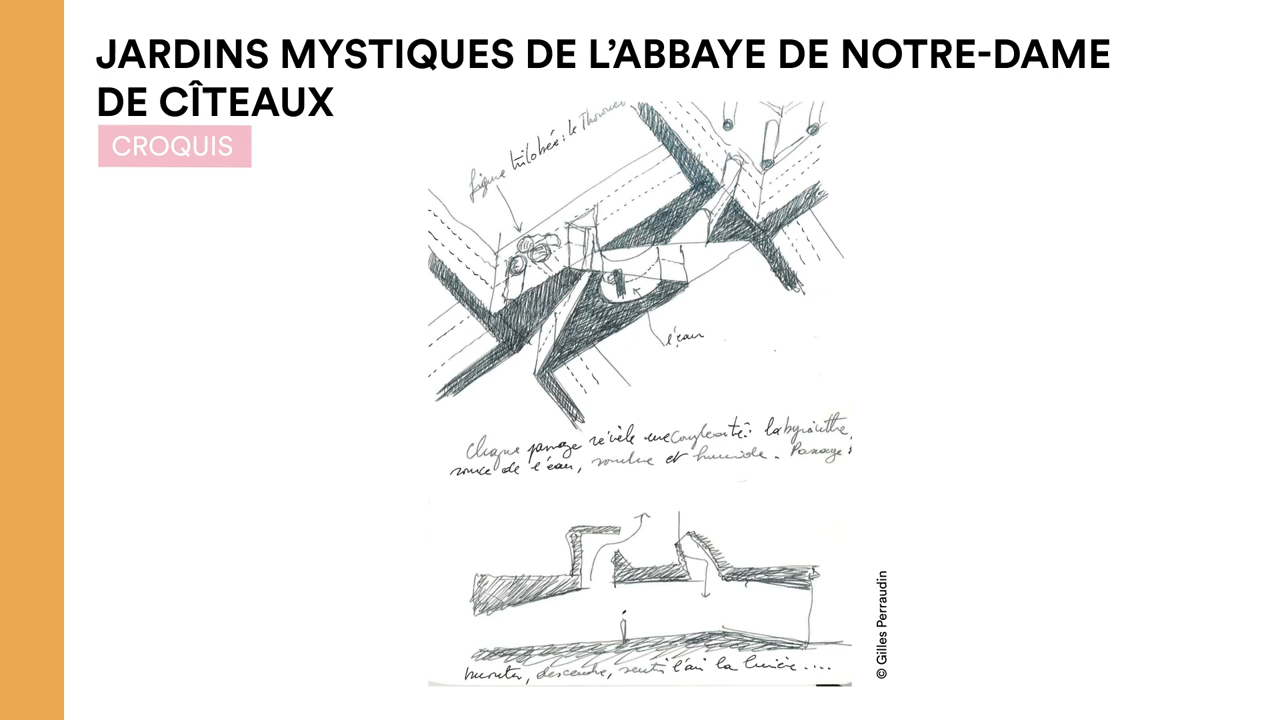 JARDINS MYSTIQUES DE L’ABBAYE DE NOTRE-DAME
DE CÎTEAUX
CROQUIS
figure trilobée : le Thoronet
l'eau
Chaque passage révèle une complexité : labyrinthe,
source de l'eau, sombre et humide. Passage :
monter, descendre, sentir l'air la lumière....
© Gilles Perraudin